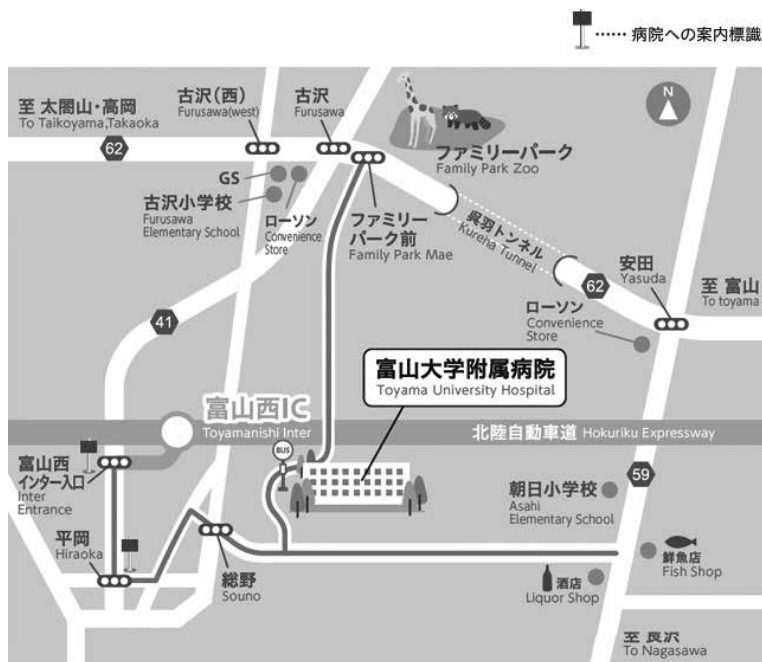 …… 病院への案内標識
至 太閤山・高岡
To Taikoyama,Takaoka
62
古沢(西)
Furusawa(west)
古沢
Furusawa
N
ファミリーパーク
Family Park Zoo
GS
古沢小学校
Furusawa
Elementary School
ローソン
Convenience
Store
ファミリー
パーク前
Family Park Mae
呉羽トンネル
Kureha Tunnel
62
安田
Yasuda
至 富山
To toyama
ローソン
Convenience
Store
41
富山大学附属病院
Toyama University Hospital
富山西IC
Toyamanishi Inter
北陸自動車道 Hokuriku Expressway
BUS
富山西
インター入口
Inter
Entrance
59
朝日小学校
Asahi
Elementary School
平岡
Hiraoka
総野
Souno
鮮魚店
Fish Shop
酒店
Liquor Shop
至 長沢
To Nagasawa